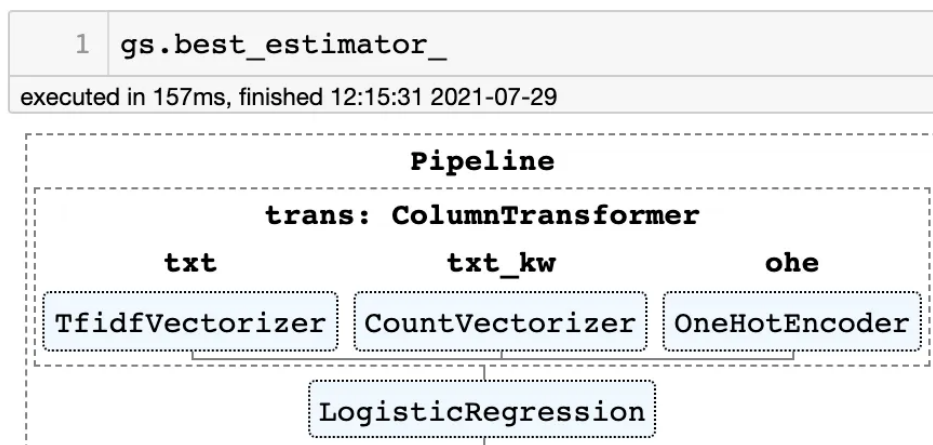 1 gs.best_estimator_
executed in 157ms, finished 12:15:31 2021-07-29
Pipeline
trans: ColumnTransformer
txt txt_kw ohe
TfidfVectorizer CountVectorizer OneHotEncoder
LogisticRegression